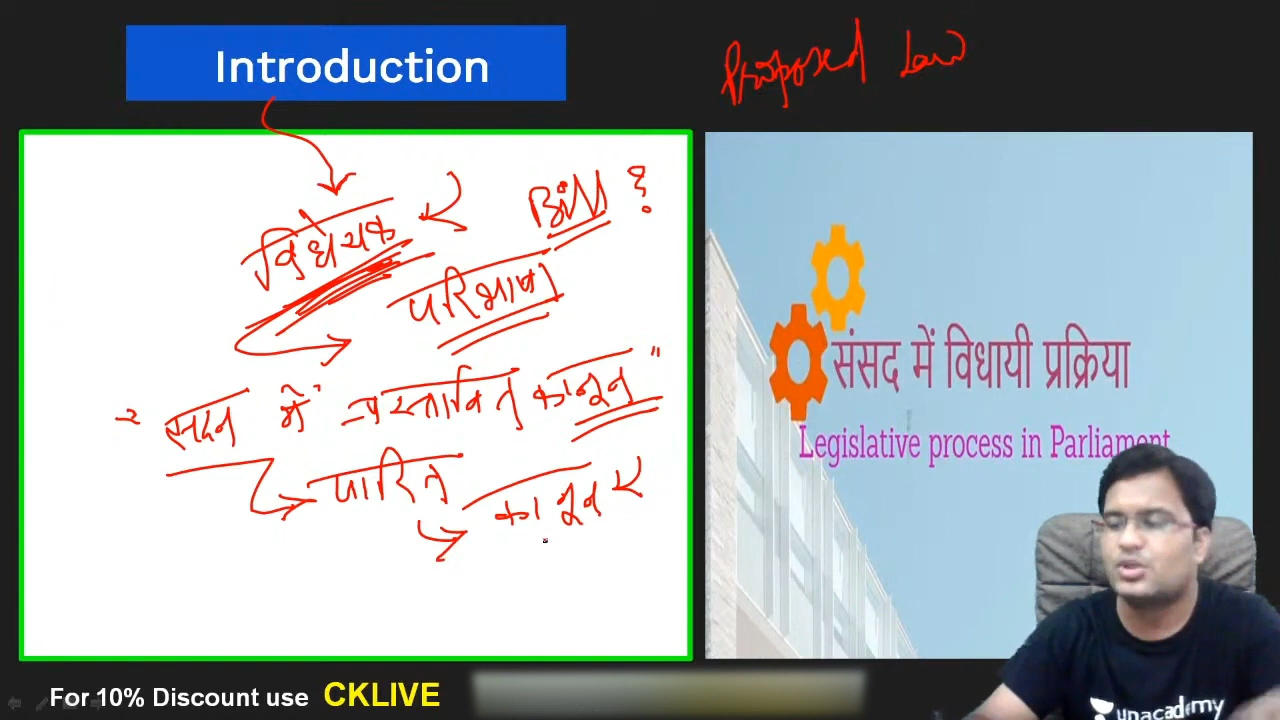 Introduction
Proposed Law
विधेयक
Bill ?
परिभाषा
" सदन में प्रस्तावित कानून "
पारित
कानून
संसद में विधायी प्रक्रिया
Legislative process in Parliament
unacademy
For 10% Discount use CKLIVE